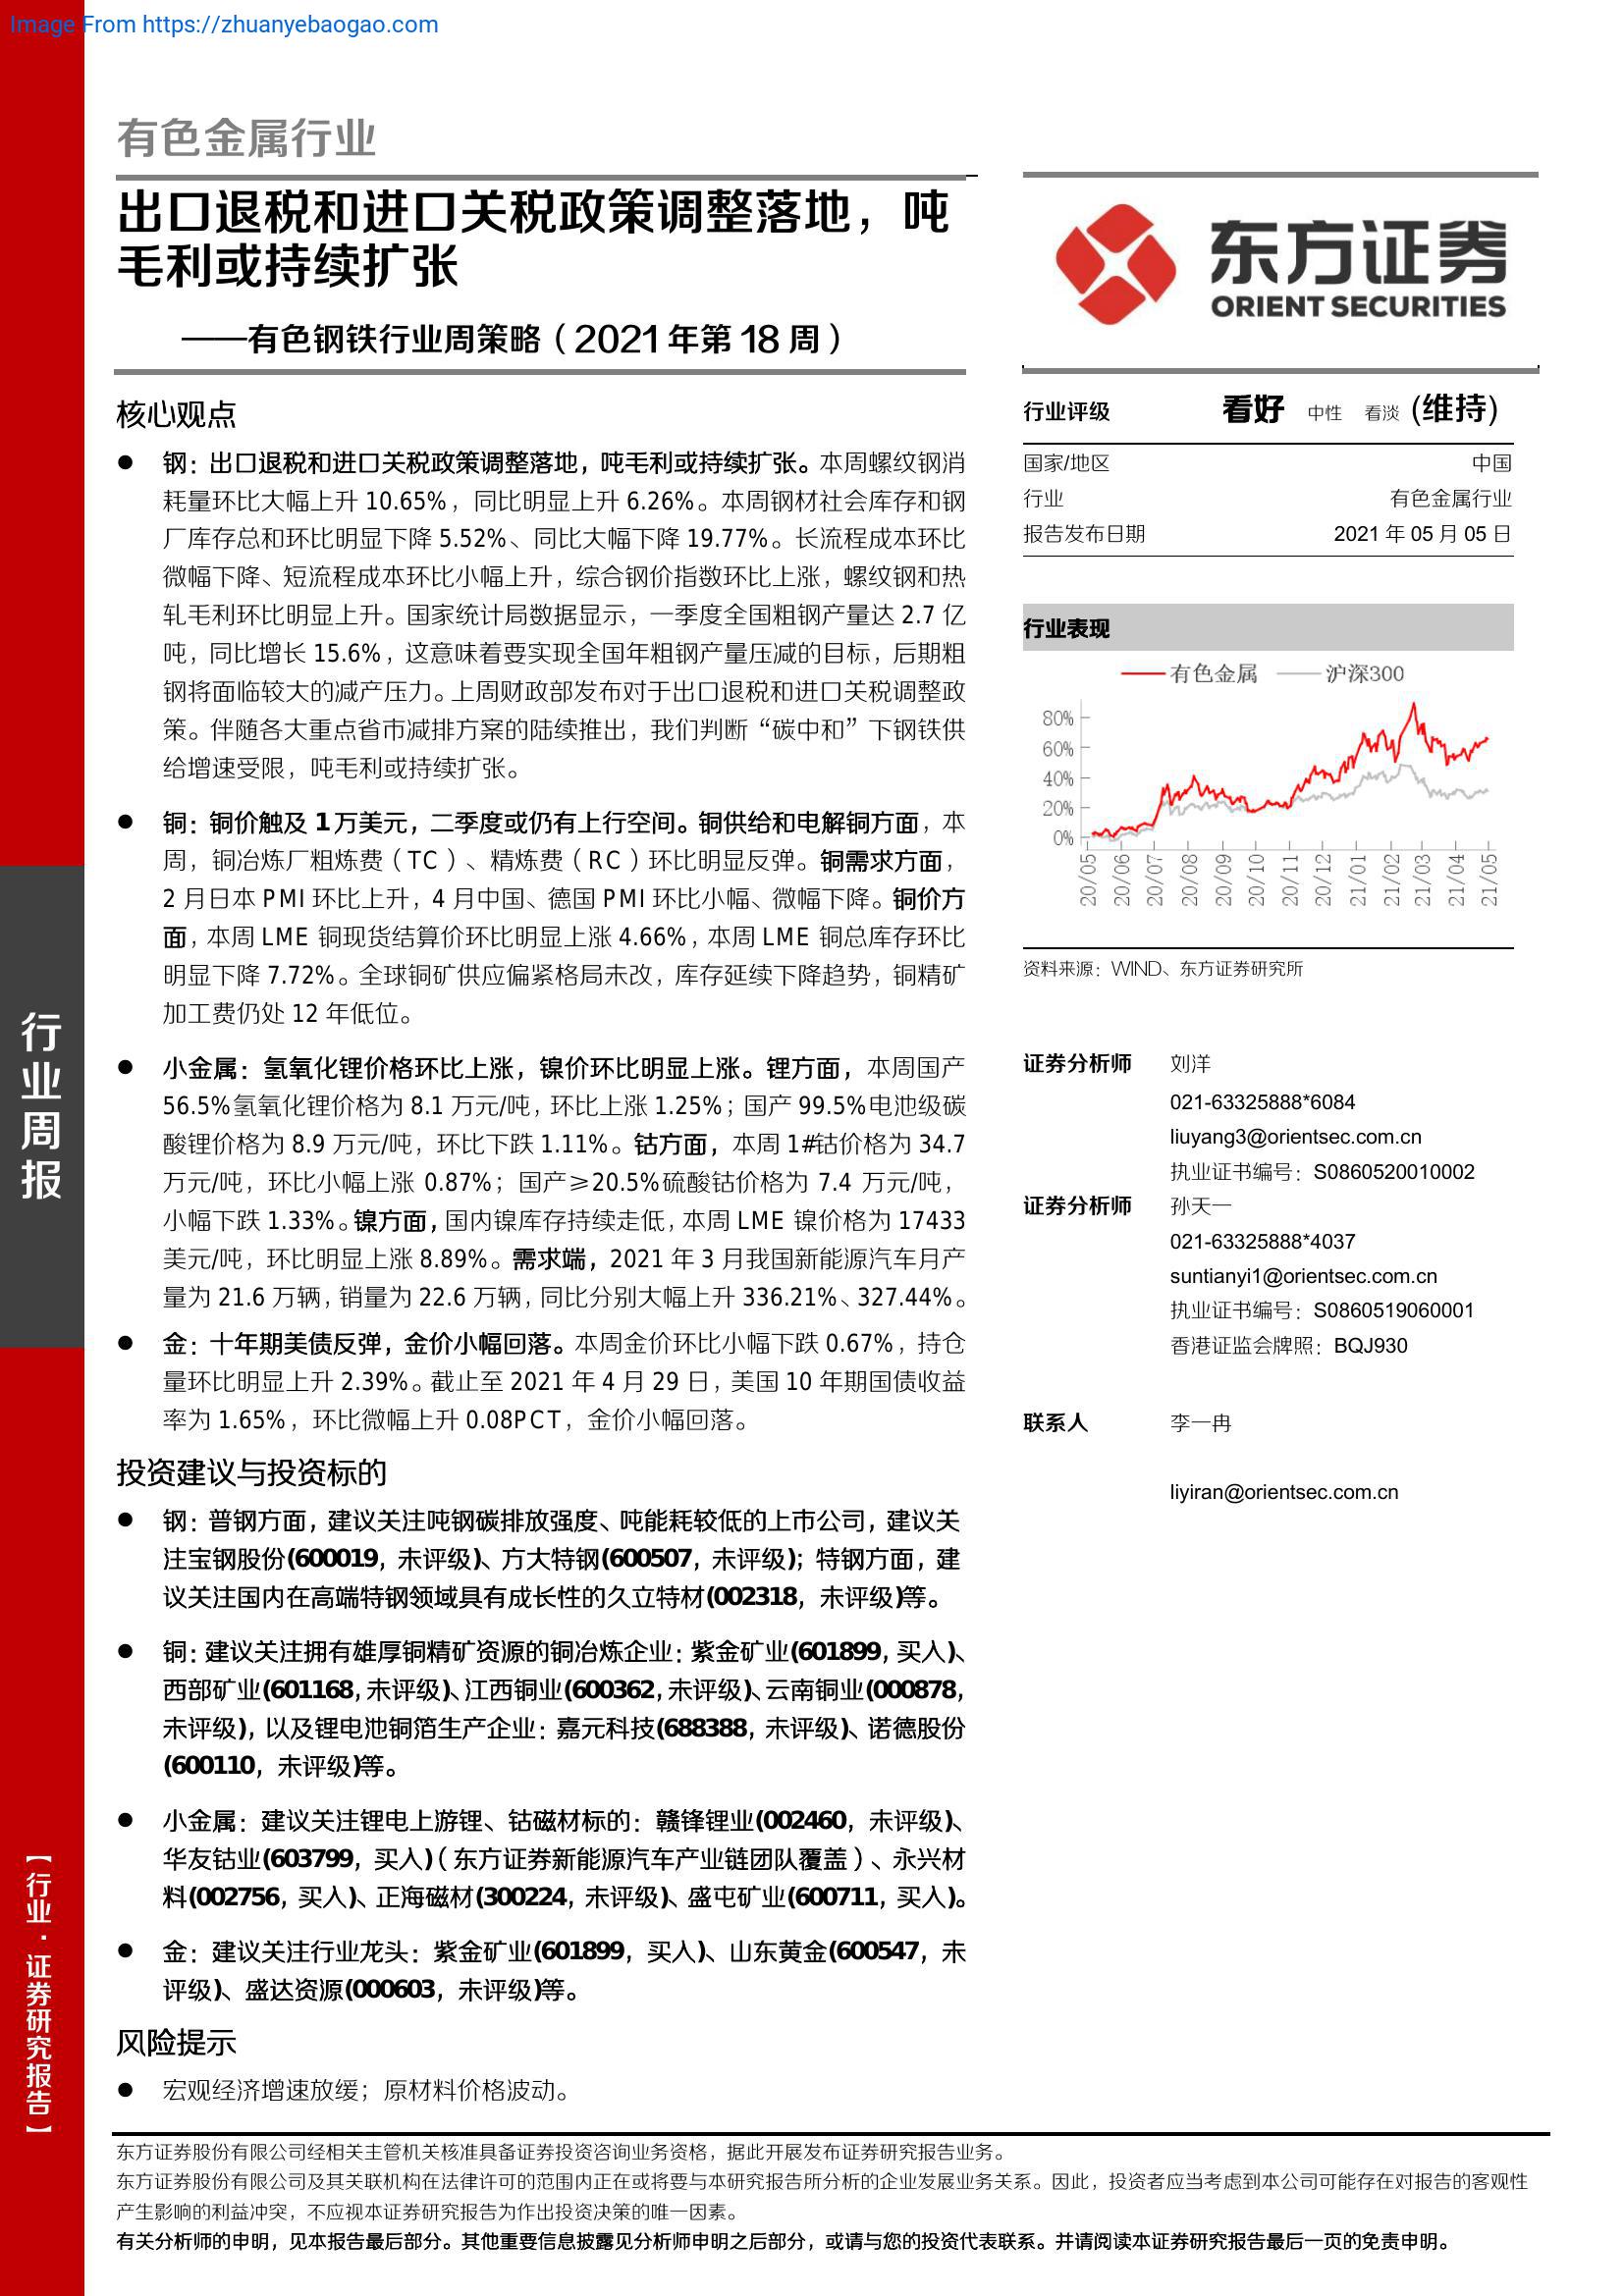 Image From https://zhuanyebaogao.com
有色金属行业
出口退税和进口关税政策调整落地，吨
毛利或持续扩张
——有色钢铁行业周策略（2021年第18周）
核心观点
● 钢：出口退税和进口关税政策调整落地，吨毛利或持续扩张。本周螺纹钢消
耗量环比大幅上升 10.65%，同比明显上升 6.26%。本周钢材社会库存和钢
厂库存总和环比明显下降 5.52%、同比大幅下降 19.77%。长流程成本环比
微幅下降、短流程成本环比小幅上升，综合钢价指数环比上涨，螺纹钢和热
轧毛利环比明显上升。国家统计局数据显示，一季度全国粗钢产量达 2.7 亿
吨，同比增长 15.6%，这意味着要实现全国年粗钢产量压减的目标，后期粗
钢将面临较大的减产压力。上周财政部发布对于出口退税和进口关税调整政
策。伴随各大重点省市减排方案的陆续推出，我们判断“碳中和”下钢铁供
给增速受限，吨毛利或持续扩张。
● 铜：铜价触及 1 万美元，二季度或仍有上行空间。铜供给和电解铜方面，本
周，铜冶炼厂粗炼费（TC）、精炼费（RC）环比明显反弹。铜需求方面，
2 月日本 PMI 环比上升，4 月中国、德国 PMI 环比小幅、微幅下降。铜价方
面，本周 LME 铜现货结算价环比明显上涨 4.66%，本周 LME 铜总库存环比
明显下降 7.72%。全球铜矿供应偏紧格局未改，库存延续下降趋势，铜精矿
加工费仍处 12 年低位。
● 小金属：氢氧化锂价格环比上涨，镍价环比明显上涨。锂方面，本周国产
56.5%氢氧化锂价格为 8.1 万元/吨，环比上涨 1.25%；国产 99.5%电池级碳
酸锂价格为 8.9 万元/吨，环比下跌 1.11%。钴方面，本周 1#钴价格为 34.7
万元/吨，环比小幅上涨 0.87%；国产≥20.5%硫酸钴价格为 7.4 万元/吨，
小幅下跌 1.33%。镍方面，国内镍库存持续走低，本周 LME 镍价格为 17433
美元/吨，环比明显上涨 8.89%。需求端，2021 年 3 月我国新能源汽车月产
量为 21.6 万辆，销量为 22.6 万辆，同比分别大幅上升 336.21%、327.44%。
● 金：十年期美债反弹，金价小幅回落。本周金价环比小幅下跌 0.67%，持仓
量环比明显上升 2.39%。截止至 2021 年 4 月 29 日，美国 10 年期国债收益
率为 1.65%，环比微幅上升 0.08PCT，金价小幅回落。
投资建议与投资标的
● 钢：普钢方面，建议关注吨钢碳排放强度、吨能耗较低的上市公司，建议关
注宝钢股份(600019，未评级)、方大特钢(600507，未评级)；特钢方面，建
议关注国内在高端特钢领域具有成长性的久立特材(002318，未评级)等。
● 铜：建议关注拥有雄厚铜精矿资源的铜冶炼企业：紫金矿业(601899，买入)、
西部矿业(601168，未评级)、江西铜业(600362，未评级)、云南铜业(000878，
未评级)，以及锂电池铜箔生产企业：嘉元科技(688388，未评级)、诺德股份
(600110，未评级)等。
● 小金属：建议关注锂电上游锂、钴磁材标的：赣锋锂业(002460，未评级)、
华友钴业(603799，买入)（东方证券新能源汽车产业链团队覆盖）、永兴材
料(002756，买入)、正海磁材(300224，未评级)、盛屯矿业(600711，买入)。
● 金：建议关注行业龙头：紫金矿业(601899，买入)、山东黄金(600547，未
评级)、盛达资源(000603，未评级)等。
风险提示
● 宏观经济增速放缓；原材料价格波动。
东方证券
ORIENT SECURITIES
行业评级 看好 中性 看淡 (维持)
国家/地区 中国
行业 有色金属行业
报告发布日期 2021 年 05 月 05 日
行业表现
有色金属 沪深300
80%
60%
40%
20%
0%
20/05 20/06 20/07 20/08 20/09 20/10 20/11 20/12 21/01 21/02 21/03 21/04 21/05
资料来源：WIND、东方证券研究所
证券分析师 刘洋
021-63325888*6084
liuyang3@orientsec.com.cn
执业证书编号：S0860520010002
证券分析师 孙天一
021-63325888*4037
suntianyi1@orientsec.com.cn
执业证书编号：S0860519060001
香港证监会牌照：BQJ930
联系人 李一冉
liyiran@orientsec.com.cn
行业周报
【行业·证券研究报告】
东方证券股份有限公司经相关主管机关核准具备证券投资咨询业务资格，据此开展发布证券研究报告业务。
东方证券股份有限公司及其关联机构在法律许可的范围内正在或将要与本研究报告所分析的企业发展业务关系。因此，投资者应当考虑到本公司可能存在对报告的客观性
产生影响的利益冲突，不应视本证券研究报告为作出投资决策的唯一因素。
有关分析师的申明，见本报告最后部分。其他重要信息披露见分析师申明之后部分，或请与您的投资代表联系。并请阅读本证券研究报告最后一页的免责申明。